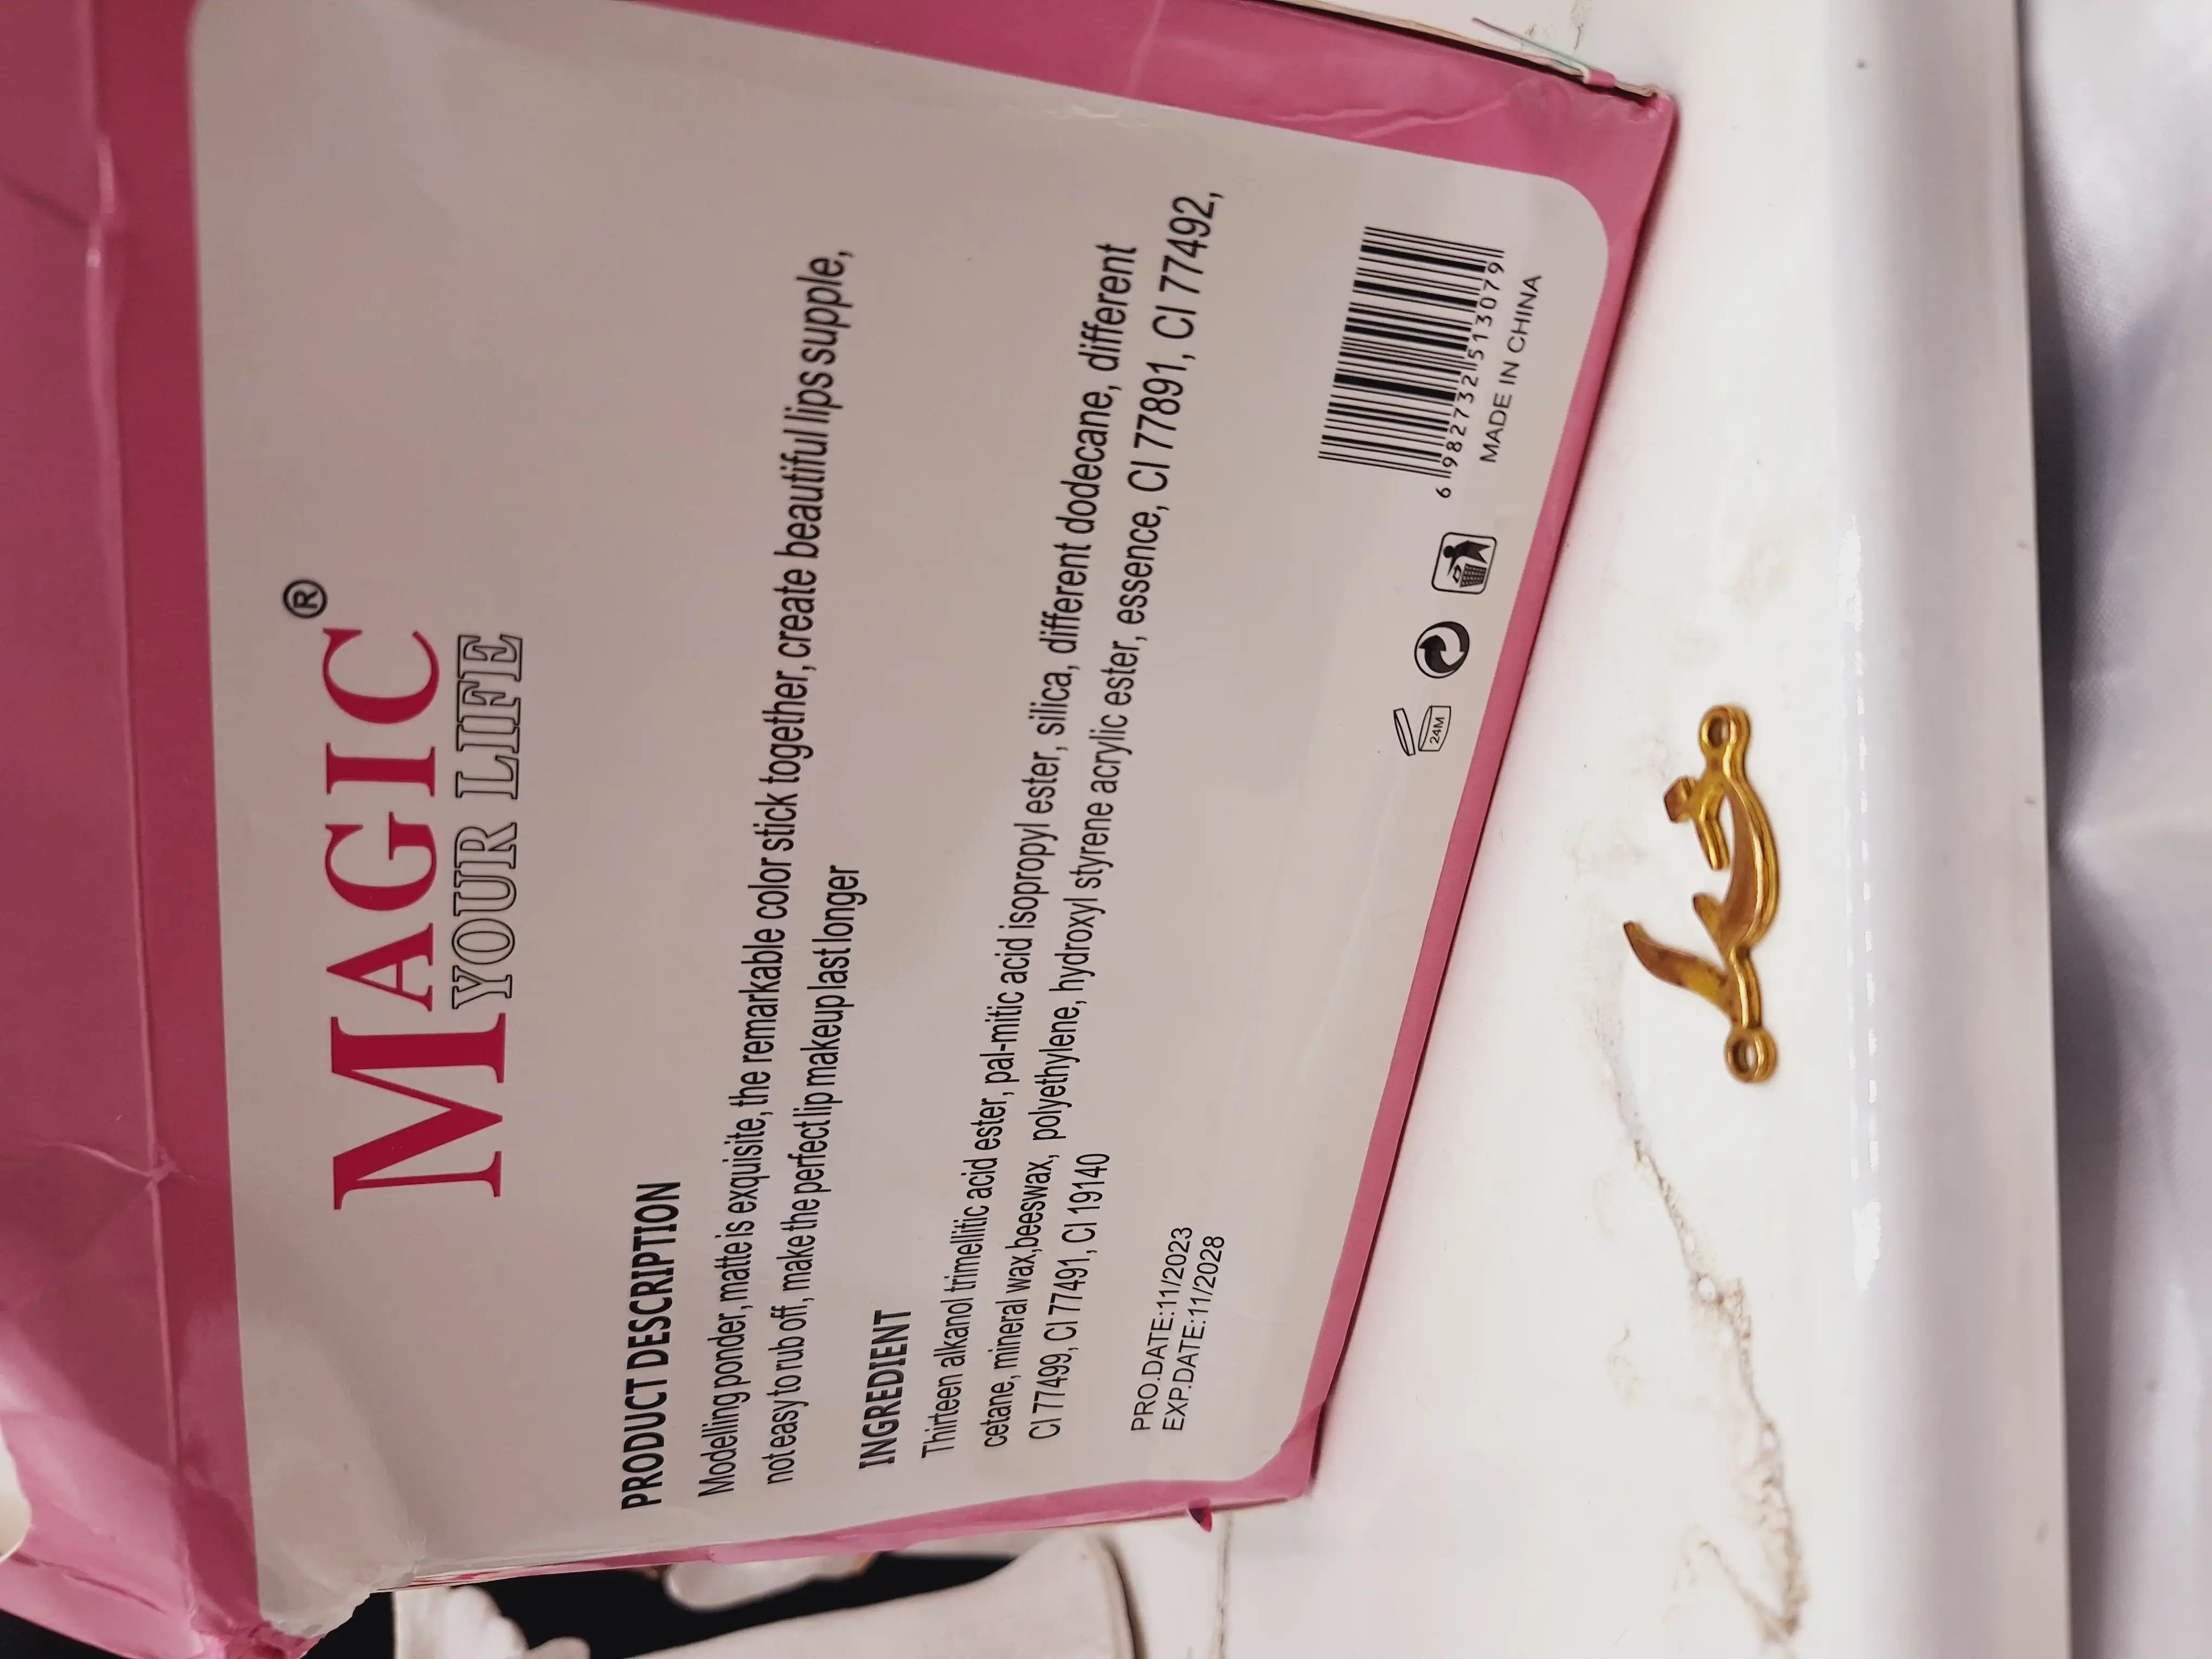 MAGIC®
YOUR LIFE
PRODUCT DESCRIPTION
Modelling ponder, matte is exquisite, the remarkable color stick together, create beautiful lips supple,
not easy to rub off, make the perfect lip makeup last longer
INGREDIENT
Thirteen alkanol trimellitic acid ester, pal-mitic acid isopropyl ester, silica, different dodecane, different
cetane, mineral wax,beeswax, polyethylene, hydroxyl styrene acrylic ester, essence, CI 77891, CI 77492,
CI 77499, CI 77491, CI 19140
PRO.DATE:11/2023
EXP.DATE:11/2028
24M
6 982732 513079
MADE IN CHINA